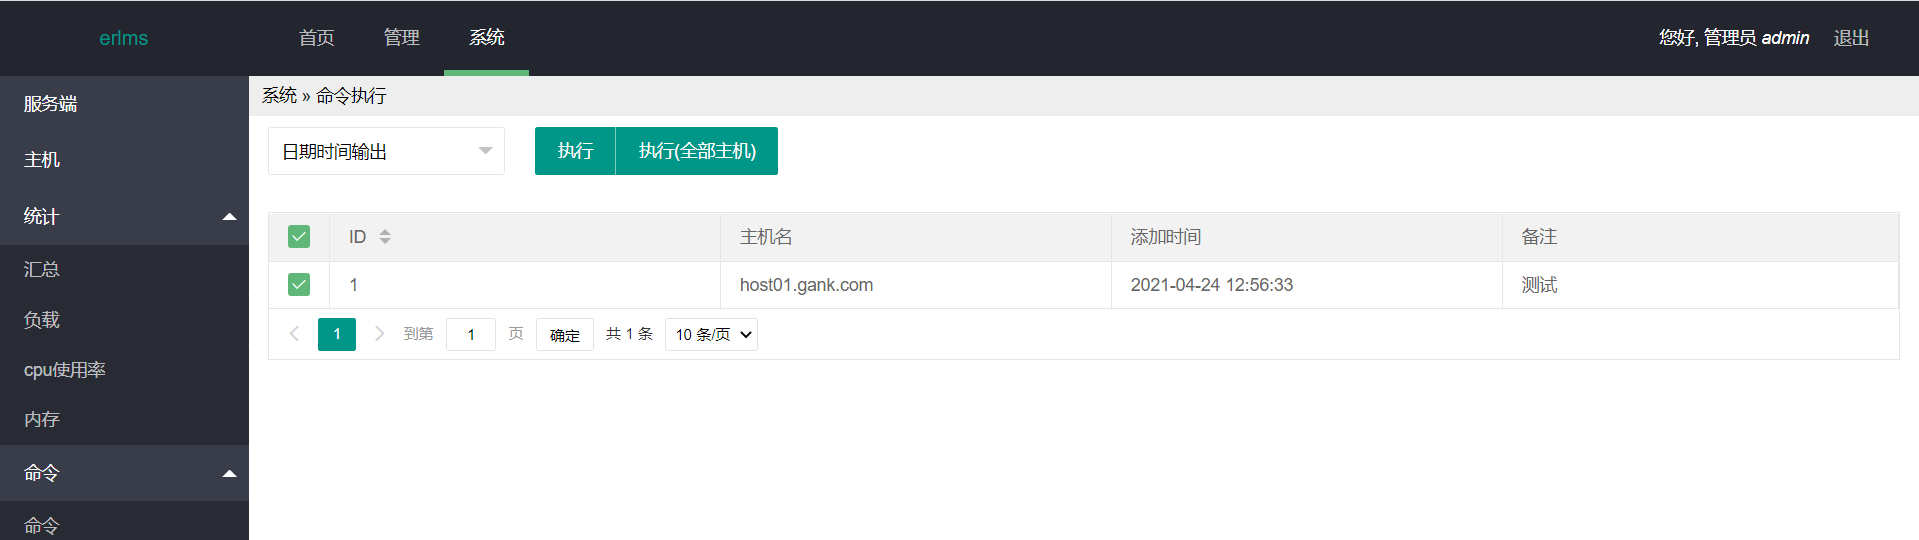 erlms
首页 管理 系统
您好, 管理员 admin 退出
服务端
主机
统计
汇总
负载
cpu使用率
内存
命令
命令
系统 » 命令执行
日期时间输出 执行 执行(全部主机)
ID 主机名 添加时间 备注
1 host01.gank.com 2021-04-24 12:56:33 测试
1 到第 1 页 确定 共 1 条 10 条/页